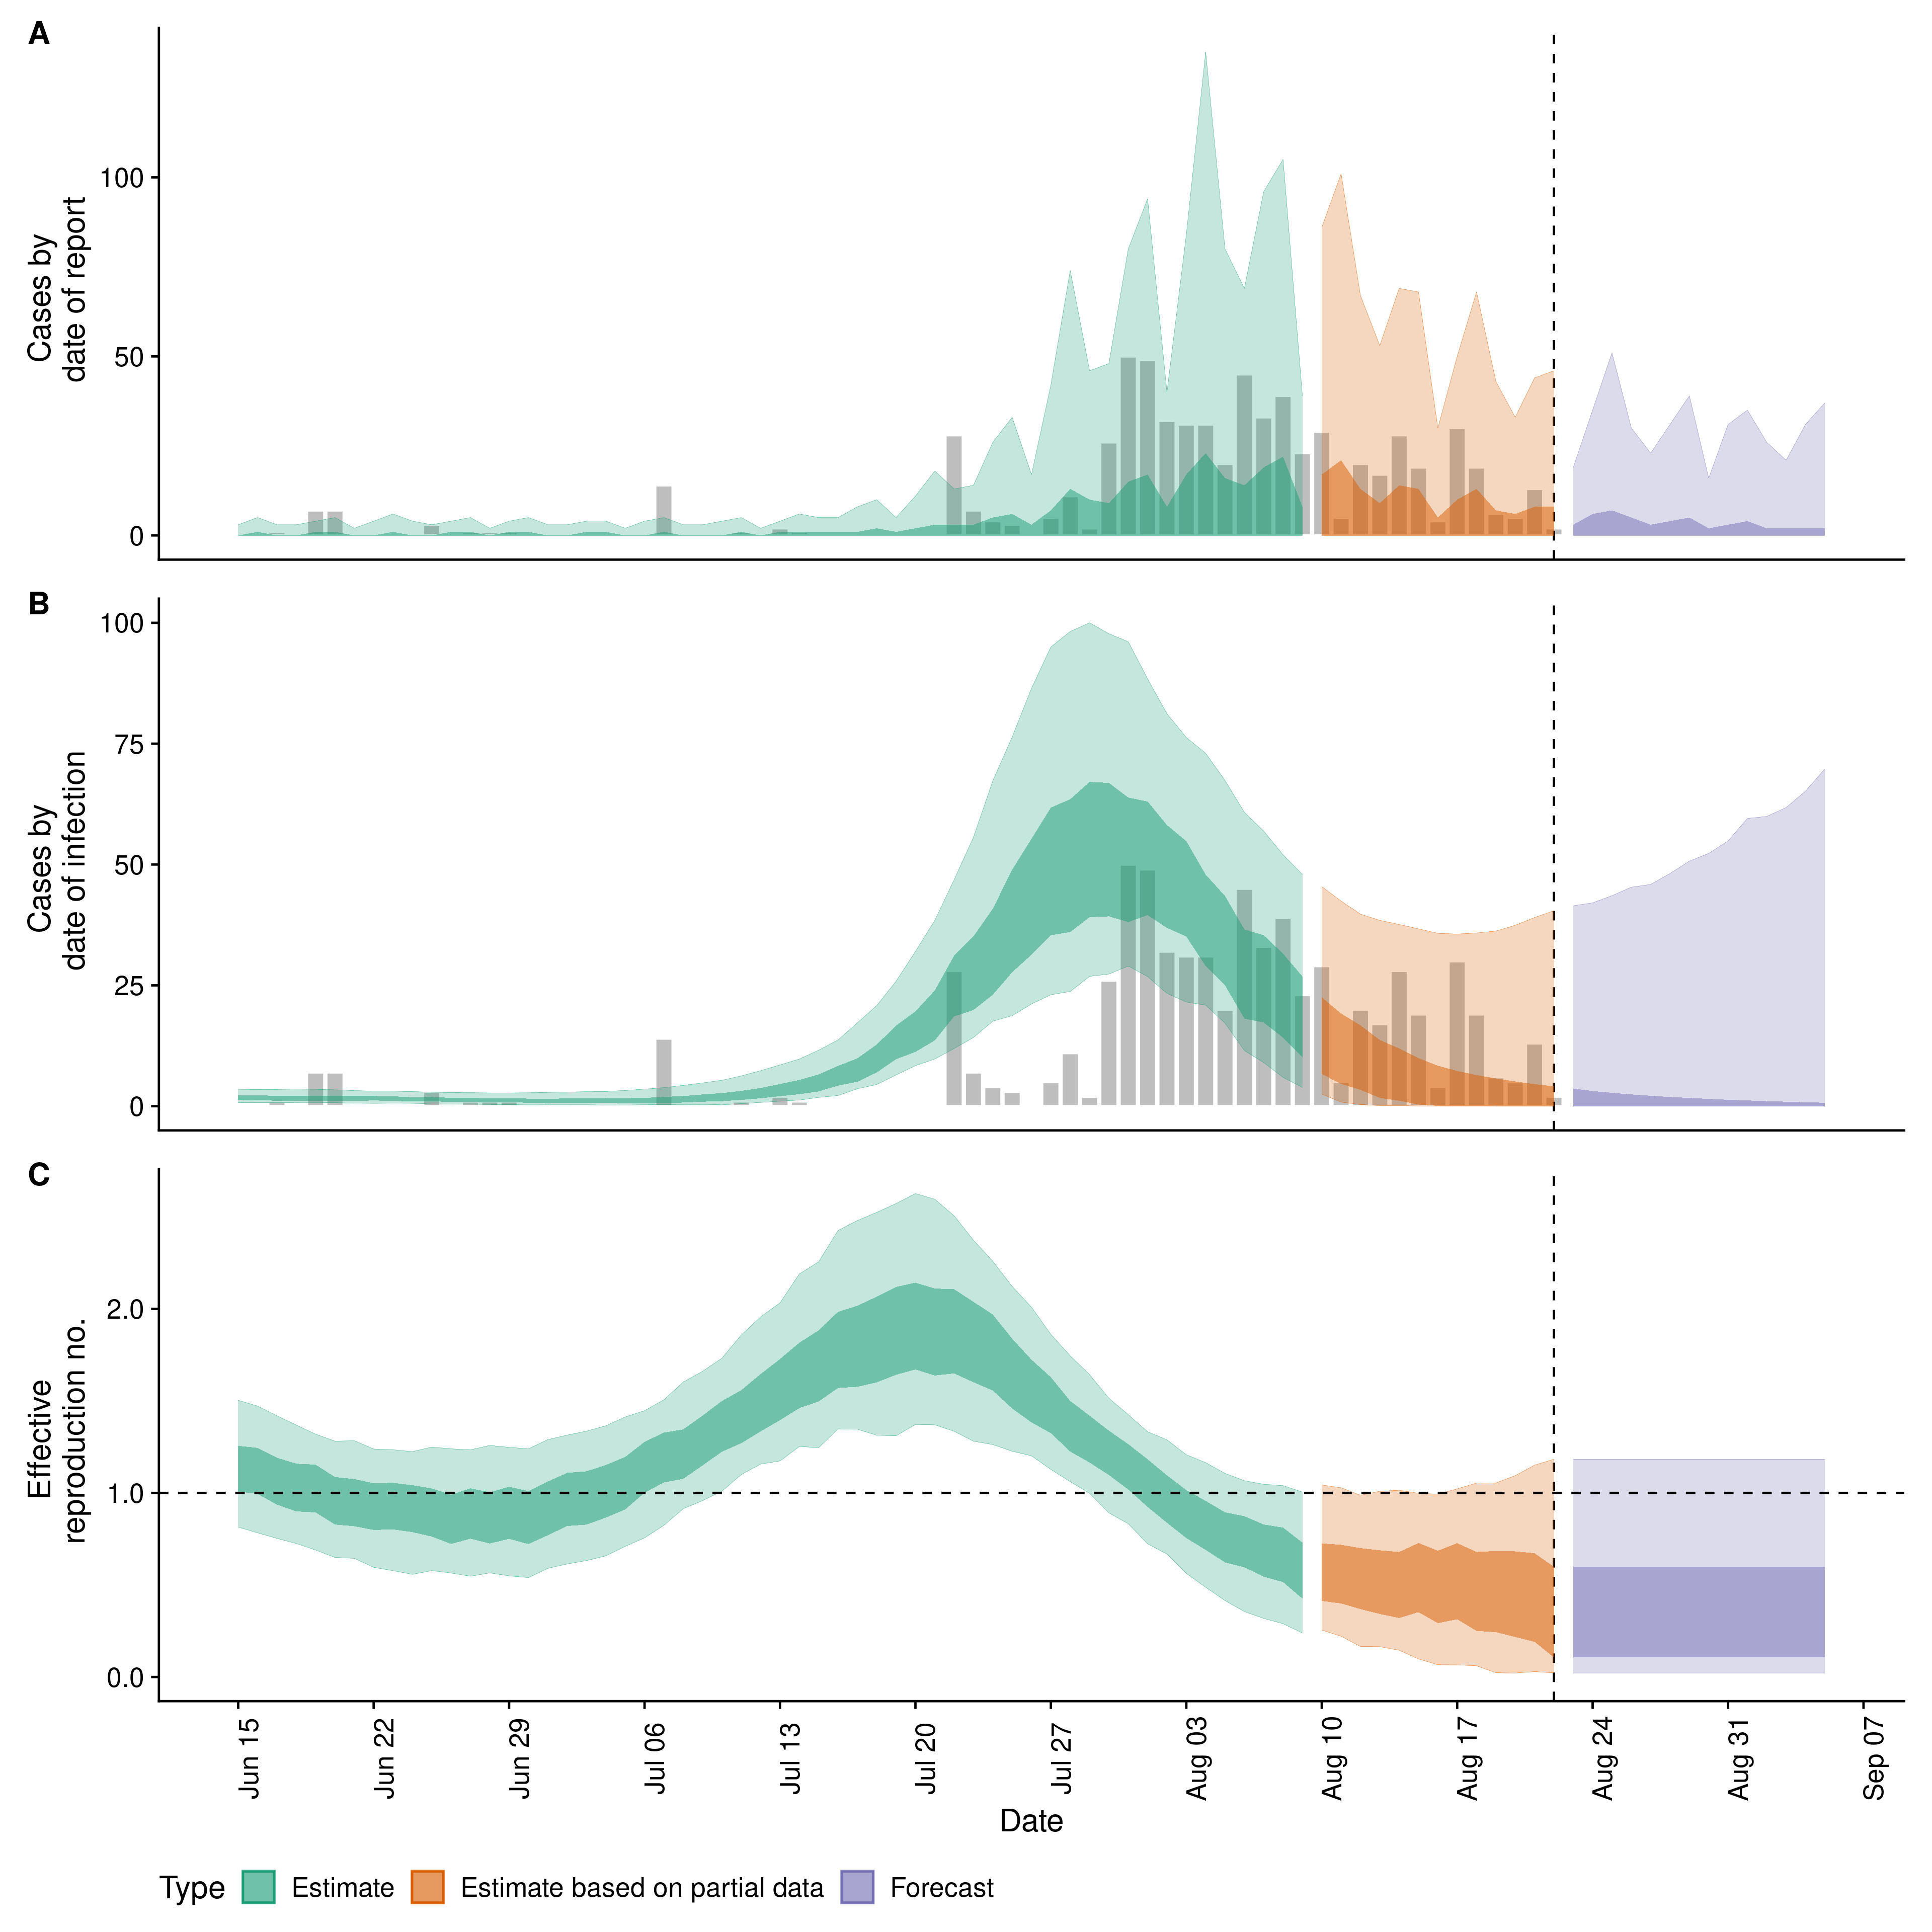 A
Cases by
date of report
100
50
0
B
Cases by
date of infection
100
75
50
25
0
C
Effective
reproduction no.
2.0
1.0
0.0
Jun 15
Jun 22
Jun 29
Jul 06
Jul 13
Jul 20
Jul 27
Aug 03
Aug 10
Aug 17
Aug 24
Aug 31
Sep 07
Date
Type Estimate Estimate based on partial data Forecast